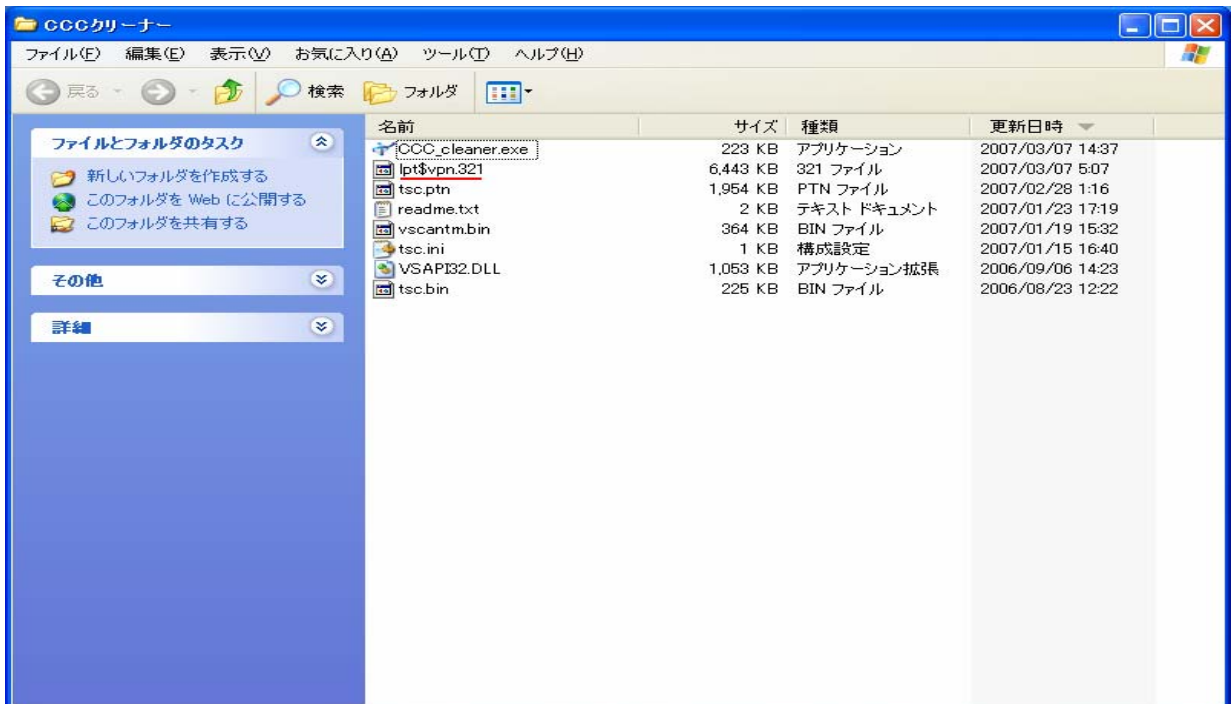 CCCクリーナー
ファイル(F) 編集(E) 表示(V) お気に入り(A) ツール(T) ヘルプ(H)
戻る 検索 フォルダ
ファイルとフォルダのタスク
新しいフォルダを作成する
このフォルダを Web に公開する
このフォルダを共有する
その他
詳細
名前 サイズ 種類 更新日時
CCC_cleaner.exe 223 KB アプリケーション 2007/03/07 14:37
lpt$vpn.321 6,443 KB 321 ファイル 2007/03/07 5:07
tsc.ptn 1,954 KB PTN ファイル 2007/02/28 1:16
readme.txt 2 KB テキスト ドキュメント 2007/01/23 17:19
vscantm.bin 364 KB BIN ファイル 2007/01/19 15:32
tsc.ini 1 KB 構成設定 2007/01/15 16:40
VSAPI32.DLL 1,053 KB アプリケーション拡張 2006/09/06 14:23
tsc.bin 225 KB BIN ファイル 2006/08/23 12:22